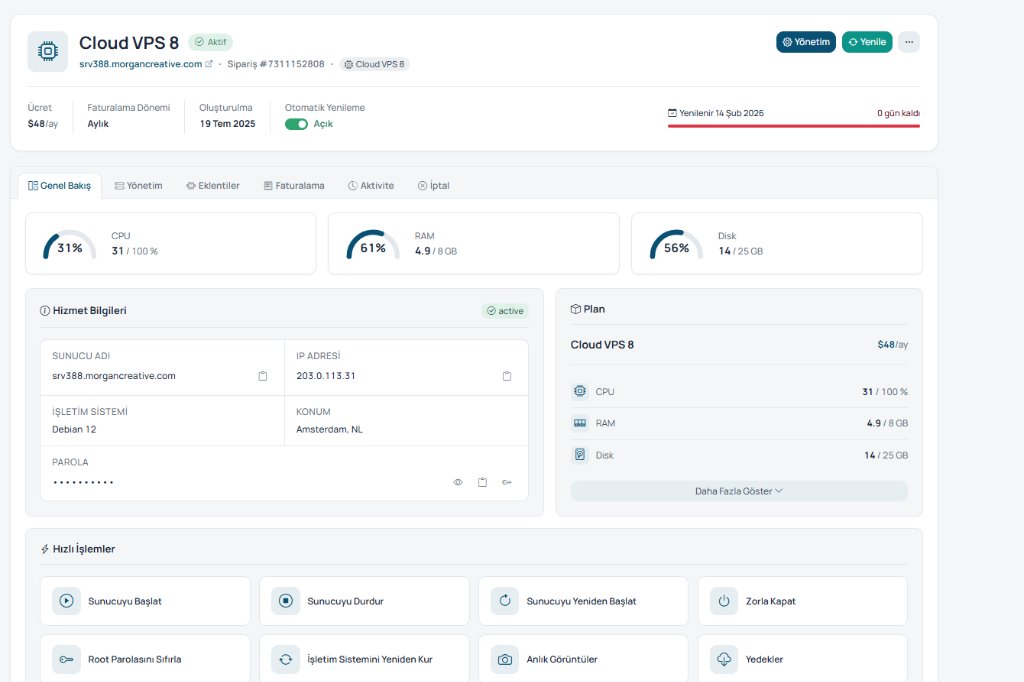 Cloud VPS 8 Aktif
Yönetim Yenile ...
srv388.morgancreative.com · Sipariş #7311152808 · Cloud VPS 8
Ücret Faturalama Dönemi Oluşturulma Otomatik Yenileme
$48/ay Aylık 19 Tem 2025 Açık
Yenilenir 14 Şub 2026 0 gün kaldı
Genel Bakış Yönetim Eklentiler Faturalama Aktivite İptal
31% CPU 31 / 100 %
61% RAM 4.9 / 8 GB
56% Disk 14 / 25 GB
Hizmet Bilgileri active
SUNUCU ADI
srv388.morgancreative.com
IP ADRESİ
203.0.113.31
İŞLETİM SİSTEMİ
Debian 12
KONUM
Amsterdam, NL
PAROLA
••••••••••
Plan
Cloud VPS 8 $48/ay
CPU 31 / 100 %
RAM 4.9 / 8 GB
Disk 14 / 25 GB
Daha Fazla Göster
Hızlı İşlemler
Sunucuyu Başlat Sunucuyu Durdur Sunucuyu Yeniden Başlat Zorla Kapat
Root Parolasını Sıfırla İşletim Sistemini Yeniden Kur Anlık Görüntüler Yedekler